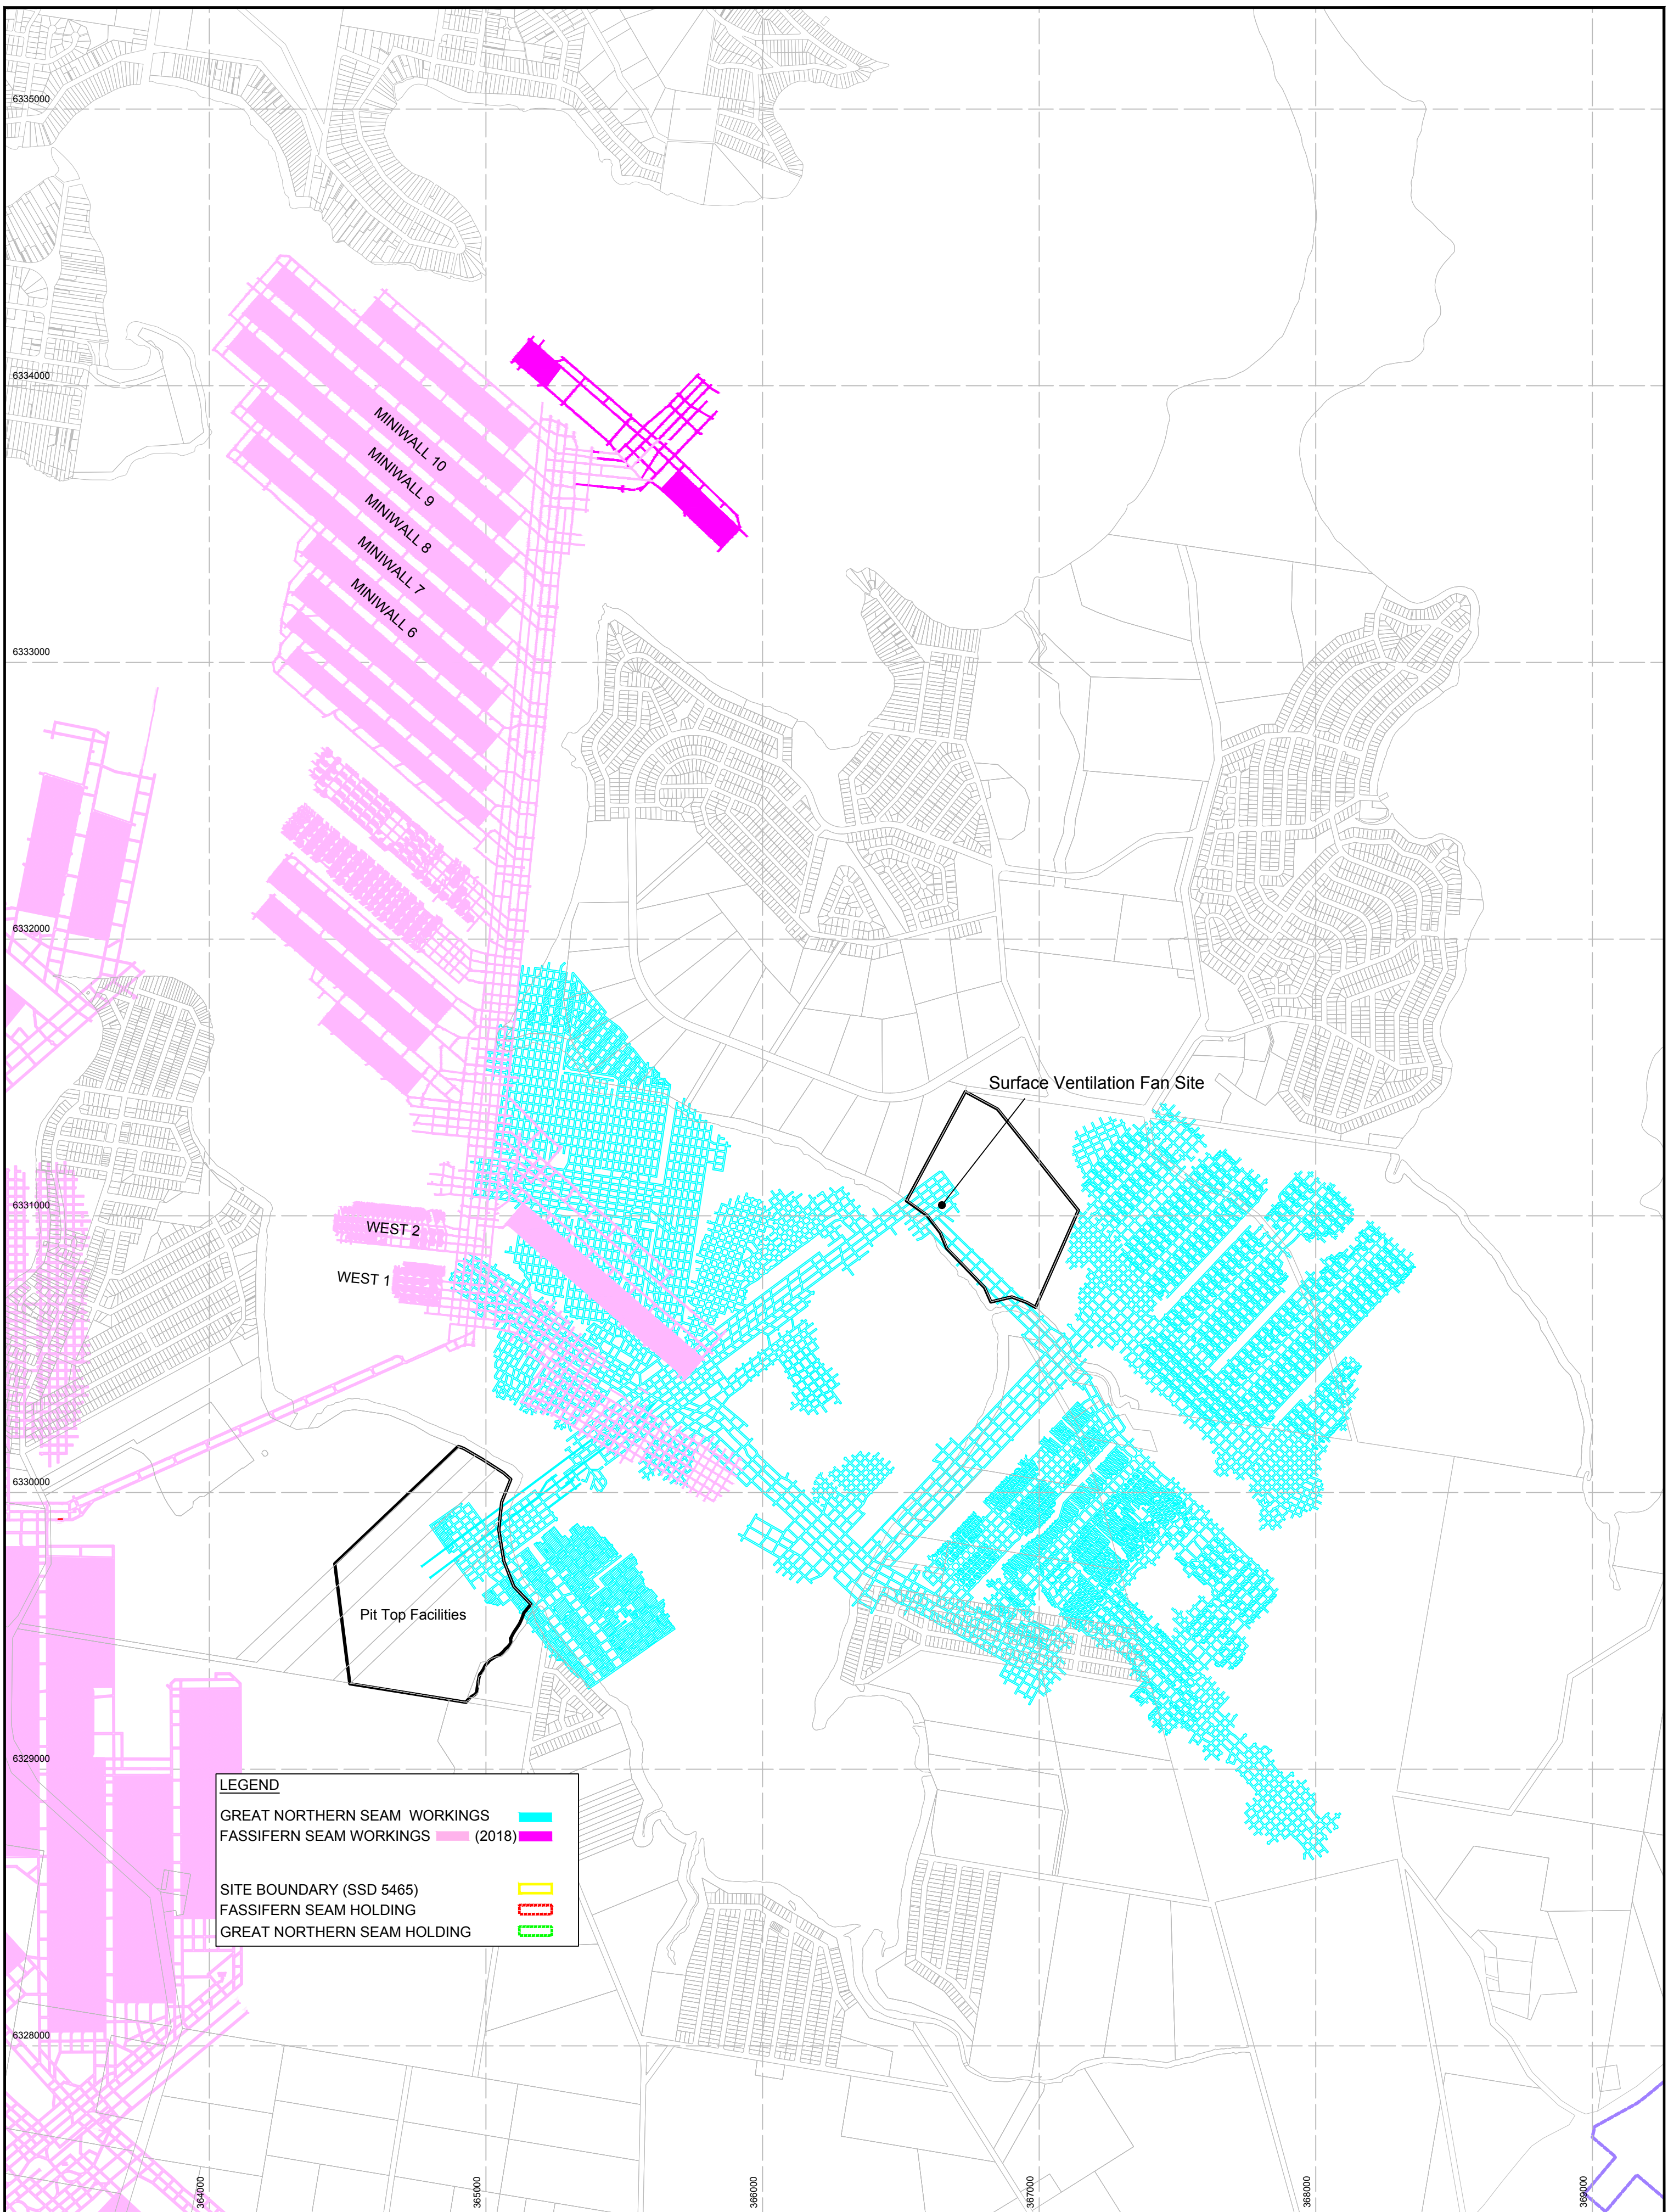 6335000
6334000
MINIWALL 10
MINIWALL 9
MINIWALL 8
MINIWALL 7
MINIWALL 6
6333000
6332000
Surface Ventilation Fan Site
6331000
WEST 2
WEST 1
6330000
Pit Top Facilities
6329000
LEGEND
GREAT NORTHERN SEAM WORKINGS
FASSIFERN SEAM WORKINGS (2018)
SITE BOUNDARY (SSD 5465)
FASSIFERN SEAM HOLDING
GREAT NORTHERN SEAM HOLDING
6328000
364000
365000
366000
367000
368000
369000